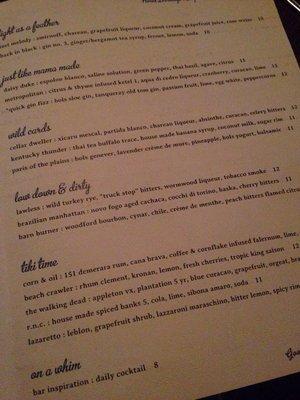 light as a feather
melody : smirnoff, chareau, grapefruit liqueur, coconut cream, grapefruit juice, rose water 12
back in black : gin no. 3, ginger/bergamot tea syrup, fernet, lemon, soda 11
just like mama made
daisy duke : espolon blanco, saline solution, green pepper, thai basil, agave, citrus 11
metropolitan : citrus & thyme infused ketel 1, aqua di cedro liqueur, cranberry, curacao, lime 11
"quick gin fizz : bols sloe gin, tanqueray old tom gin, passion fruit, lime, egg white, peppercorns 12
wild cards
cellar dweller : xicaru mescal, partida blanco, chareau liqueur, absinthe, curacao, celery bitters 12
kentucky thunder : thai tea buffalo trace, house made banana syrup, coconut milk, sugar rim 11
paris of the plains : bols genever, lavender crème de mure, pineapple, bols yogurt, balsamic 11
low down & dirty
lawless : wild turkey rye, "truck stop" bitters, wormwood liqueur, tobacco smoke 12
brazilian manhattan : novo fogo aged cachaca, cocchi di torino, baska, cherry bitters 11
barn burner : woodford bourbon, cynar, chile, crème de menthe, peach bitters flamed citrus
tiki time
corn & oil : 151 demerara rum, cana brava, coffee & cornflake infused falernum, lime,
beach crawler : rhum clement, kronan, lemon, fresh cherries, tropic king saison 12
the walking dead : appleton vx, plantation 5 yr, blue curacao, grapefruit, orgeat,
r.n.c. : house made spiced banks 5, cola, lime, sibona amaro, soda 11
lazaretto : leblon, grapefruit shrub, lazzaroni maraschino, bitter lemon, spicy
on a whim
bar inspiration : daily cocktail 8